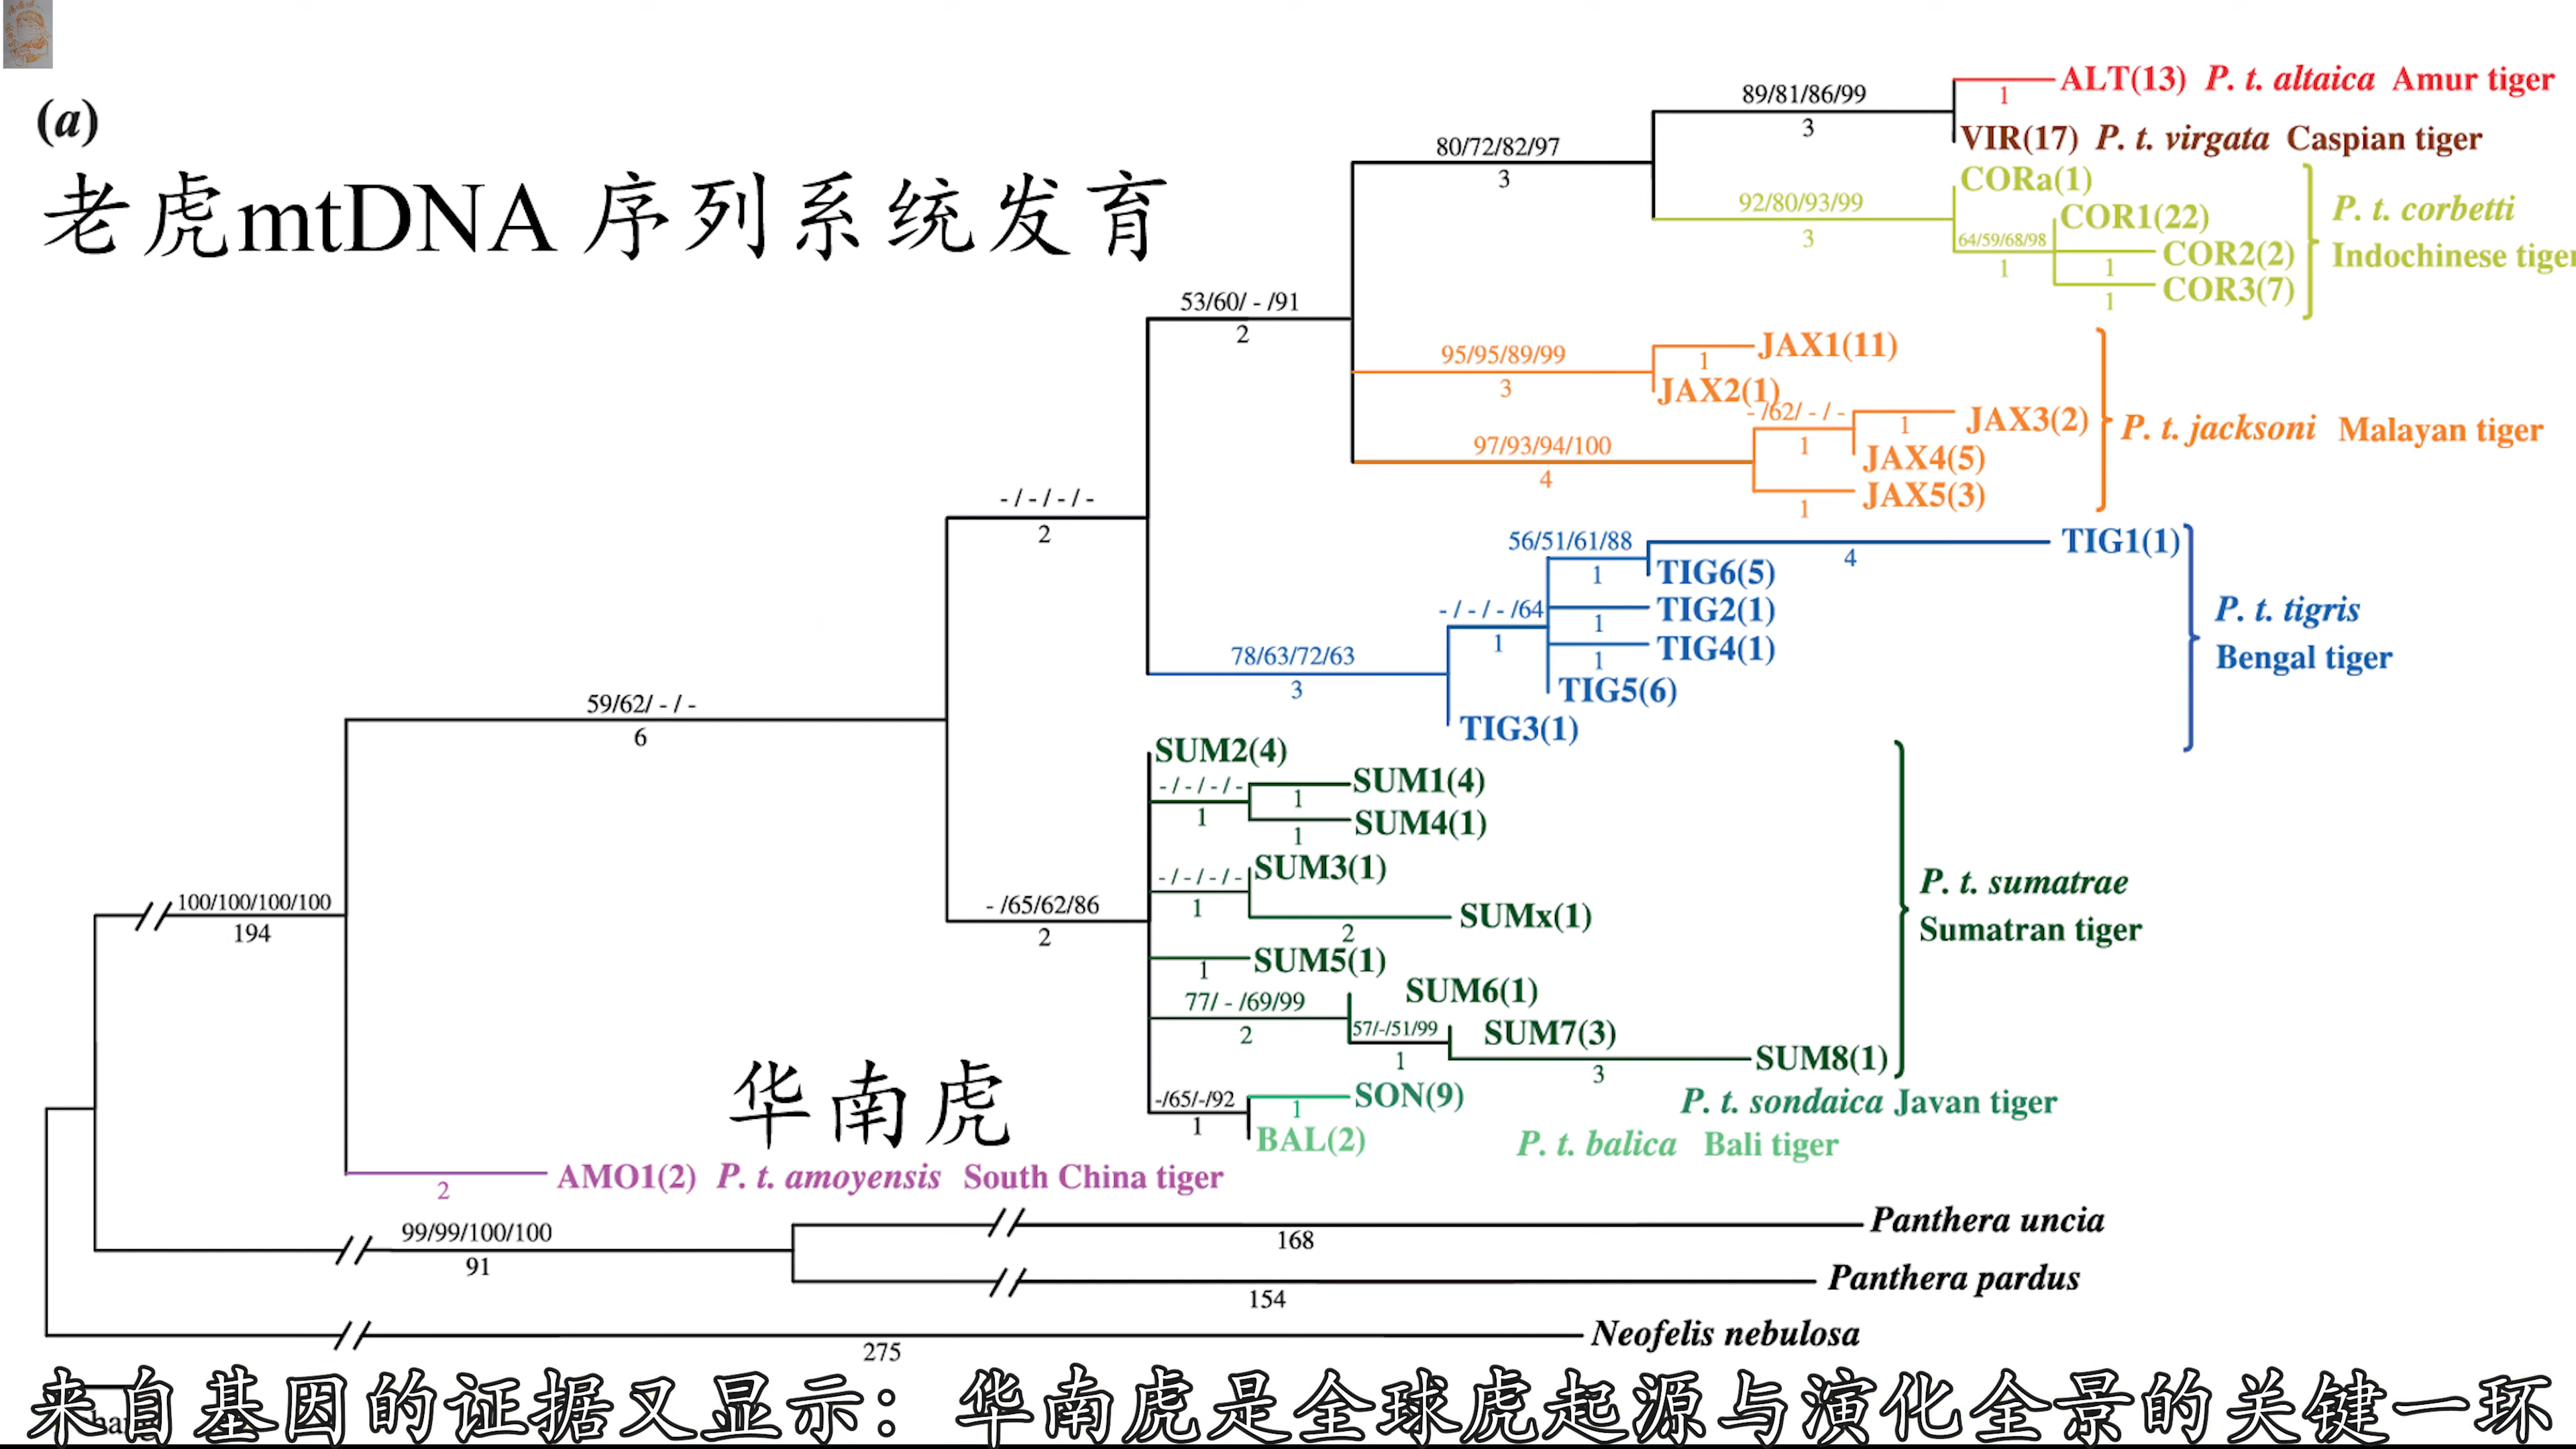 (a)
老虎mtDNA 序列系统发育
89/81/86/99
3
1
ALT(13) P. t. altaica Amur tiger
VIR(17) P. t. virgata Caspian tiger
80/72/82/97
3
92/80/93/99
3
CORa(1)
COR1(22)
64/59/68/98
1
COR2(2)
1
COR3(7)
1
P. t. corbetti
Indochinese tiger
53/60/ - /91
2
95/95/89/99
3
1
JAX1(11)
JAX2(1)
- /62/ - / -
1
1
JAX3(2)
JAX4(5)
97/93/94/100
4
JAX5(3)
1
P. t. jacksoni Malayan tiger
- / - / - / -
2
56/51/61/88
1
4
TIG1(1)
TIG6(5)
- / - / - /64
1
TIG2(1)
1
TIG4(1)
1
TIG5(6)
78/63/72/63
3
TIG3(1)
P. t. tigris
Bengal tiger
59/62/ - / -
6
SUM2(4)
- / - / - / -
1
1
SUM1(4)
1
SUM4(1)
- / - / - / -
1
SUM3(1)
2
SUMx(1)
- /65/62/86
2
1
SUM5(1)
77/ - /69/99
2
SUM6(1)
57/-/51/99
1
SUM7(3)
3
SUM8(1)
P. t. sumatrae
Sumatran tiger
-/65/-/92
1
1
SON(9)
P. t. sondaica Javan tiger
BAL(2)
P. t. balica Bali tiger
100/100/100/100
194
华南虎
2
AMO1(2) P. t. amoyensis South China tiger
99/99/100/100
91
168
Panthera uncia
154
Panthera pardus
275
Neofelis nebulosa
来自基因的证据又显示：华南虎是全球虎起源与演化全景的关键一环